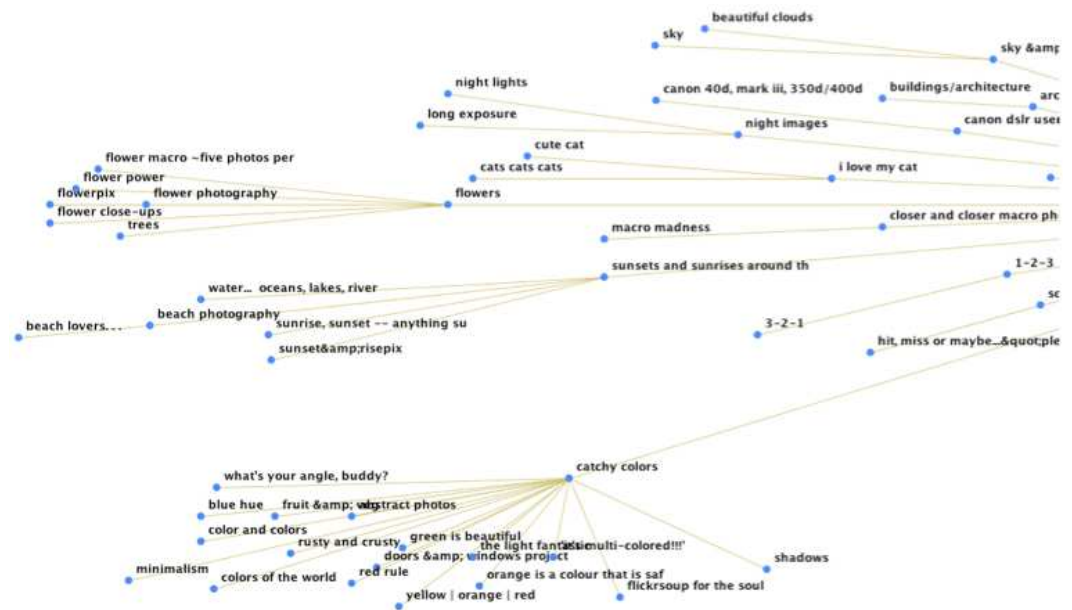 beautiful clouds
sky
sky &amp
night lights
canon 40d, mark iii, 350d/400d
buildings/architecture
arc
long exposure
night images
canon dslr user
cute cat
flower macro ~five photos per
cats cats cats
i love my cat
flower power
flowerpix
flower photography
flowers
flower close-ups
trees
closer and closer macro ph
macro madness
sunsets and sunrises around th
1-2-3
water... oceans, lakes, river
sc
beach photography
beach lovers...
sunrise, sunset -- anything su
3-2-1
sunset&amp;risepix
hit, miss or maybe...&quot;ple
catchy colors
what's your angle, buddy?
blue hue
fruit &amp; veg
abstract photos
color and colors
rusty and crusty
green is beautiful
the light fantastic
multi-colored!!!'
doors &amp; windows project
shadows
minimalism
colors of the world
red rule
orange is a colour that is saf
flickrsoup for the soul
yellow | orange | red